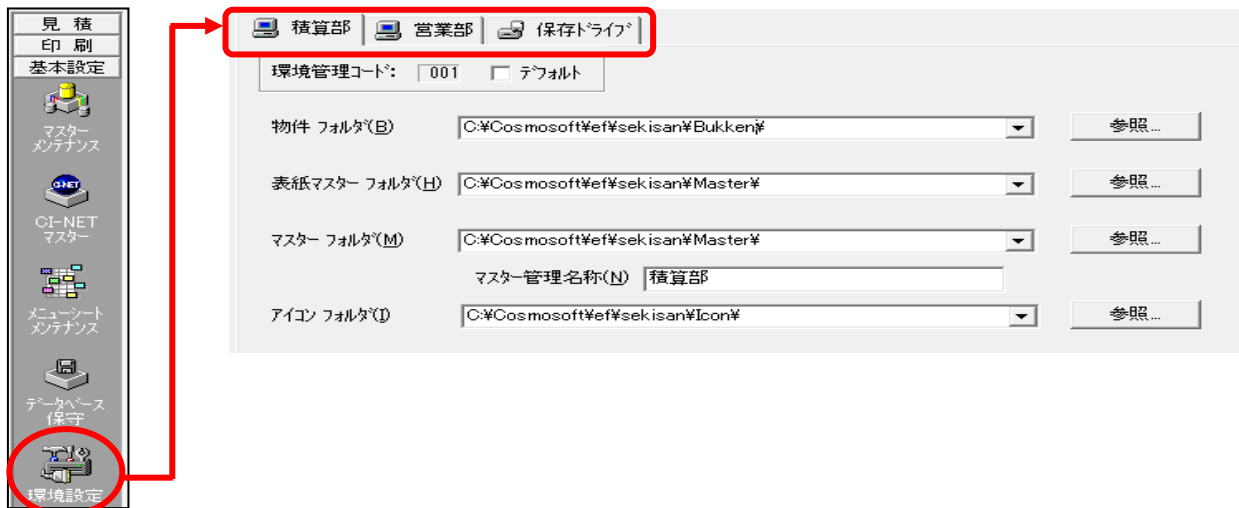 見 積
印 刷
基本設定
マスター
メンテナンス
CI-NET
CI-NET
マスター
メニューシート
メンテナンス
データベース
保守
環境設定
積算部 営業部 保存ドライブ
環境管理コード: 001 デフォルト
物件 フォルダ(B) C:¥Cosmosoft¥ef¥sekisan¥Bukken¥ 参照...
表紙マスター フォルダ(H) C:¥Cosmosoft¥ef¥sekisan¥Master¥ 参照...
マスター フォルダ(M) C:¥Cosmosoft¥ef¥sekisan¥Master¥ 参照...
マスター管理名称(N) 積算部
アイコン フォルダ(I) C:¥Cosmosoft¥ef¥sekisan¥Icon¥ 参照...